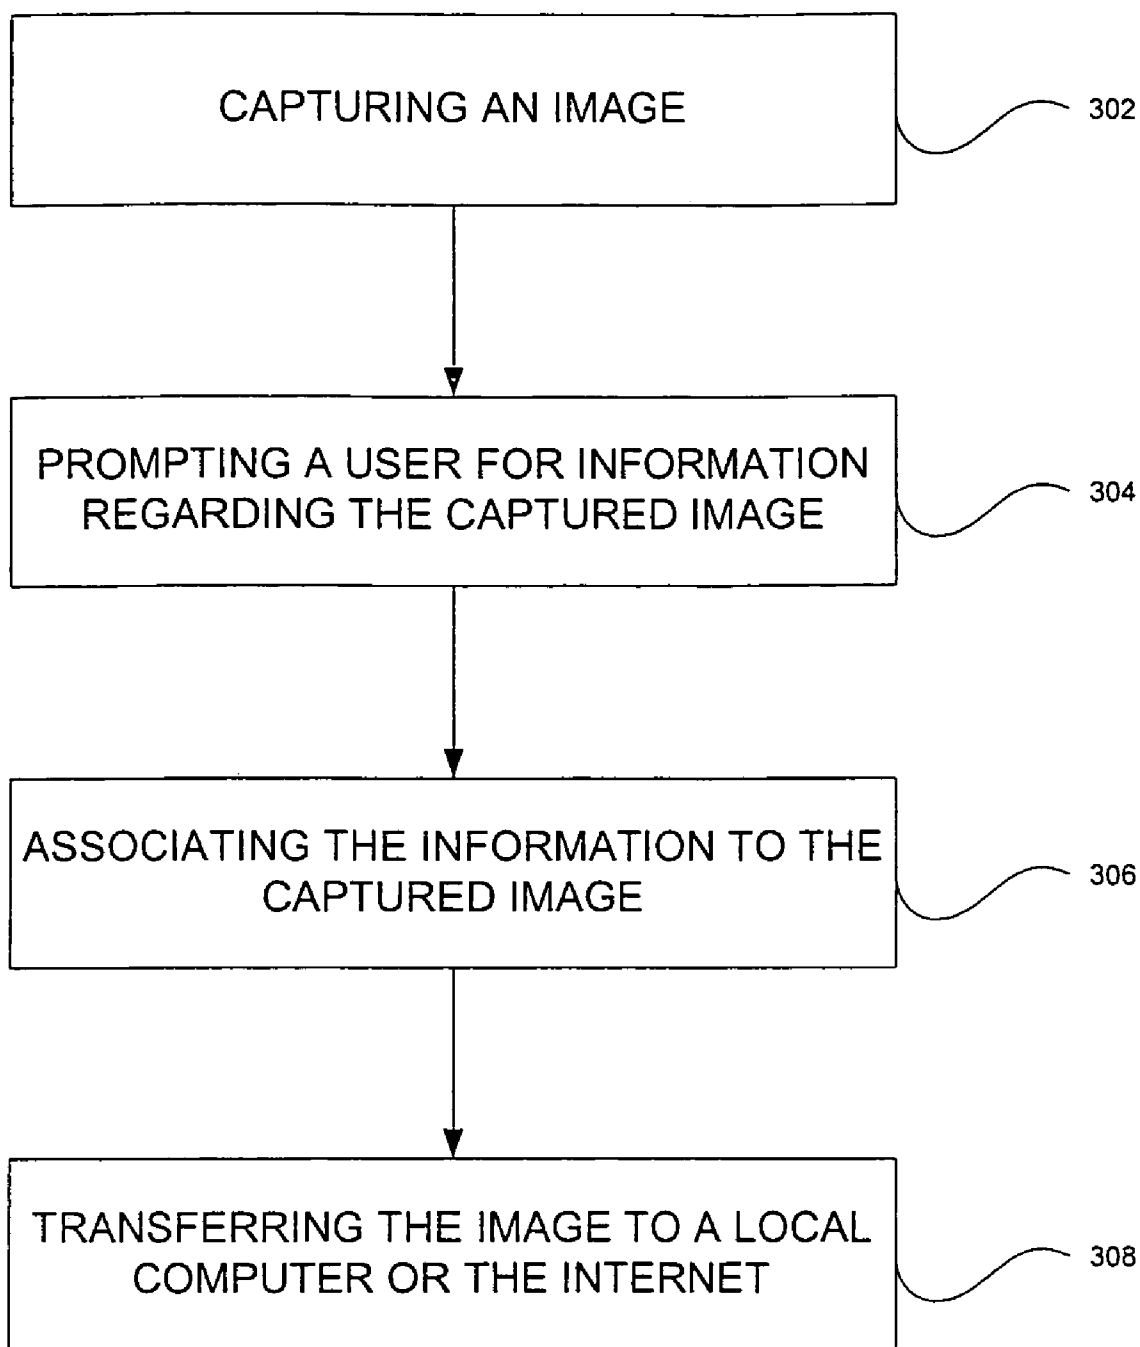 CAPTURING AN IMAGE
302
PROMPTING A USER FOR INFORMATION
REGARDING THE CAPTURED IMAGE
304
ASSOCIATING THE INFORMATION TO THE
CAPTURED IMAGE
306
TRANSFERRING THE IMAGE TO A LOCAL
COMPUTER OR THE INTERNET
308